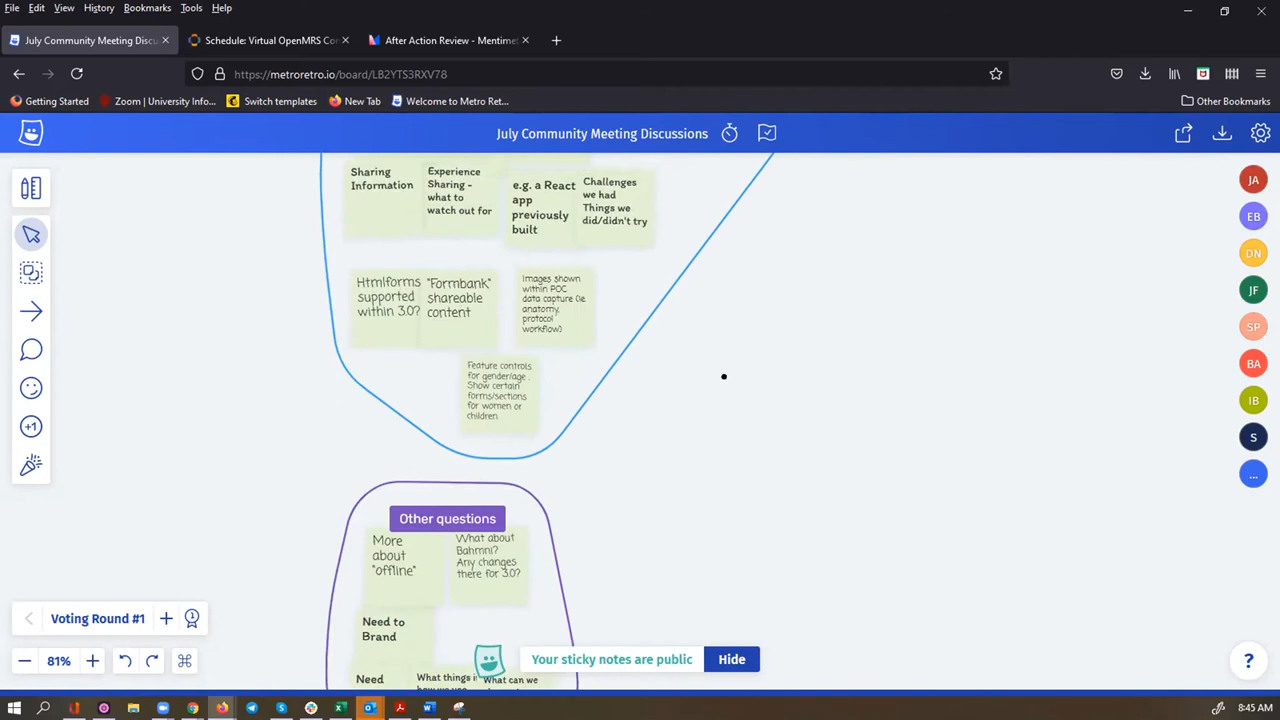 File Edit View History Bookmarks Tools Help
July Community Meeting Discu
Schedule: Virtual OpenMRS Cor
After Action Review - Mentimet
https://metroretro.io/board/LB2YTS3RXV78
Getting Started
Zoom | University Info...
Switch templates
New Tab
Welcome to Metro Ret...
Other Bookmarks
July Community Meeting Discussions
Sharing
Information
Experience
Sharing -
what to
watch out for
e.g. a React
app
previously
built
Challenges
we had
Things we
did/didn't try
Htmlforms
supported
within 3.0?
"Formbank"
shareable
content
Images shown
within POC
data capture (ie.
anatomy,
protocol
workflow)
Feature controls
for gender/age.
Show certain
forms/sections
for women or
children.
Other questions
More
about
"offline"
What about
Bahmni?
Any changes
there for 3.0?
Need to
Brand
Need
What things i
What can we
JA
EB
DN
JF
SP
BA
IB
S
...
+1
Voting Round #1
81%
Your sticky notes are public
Hide
?
8:45 AM